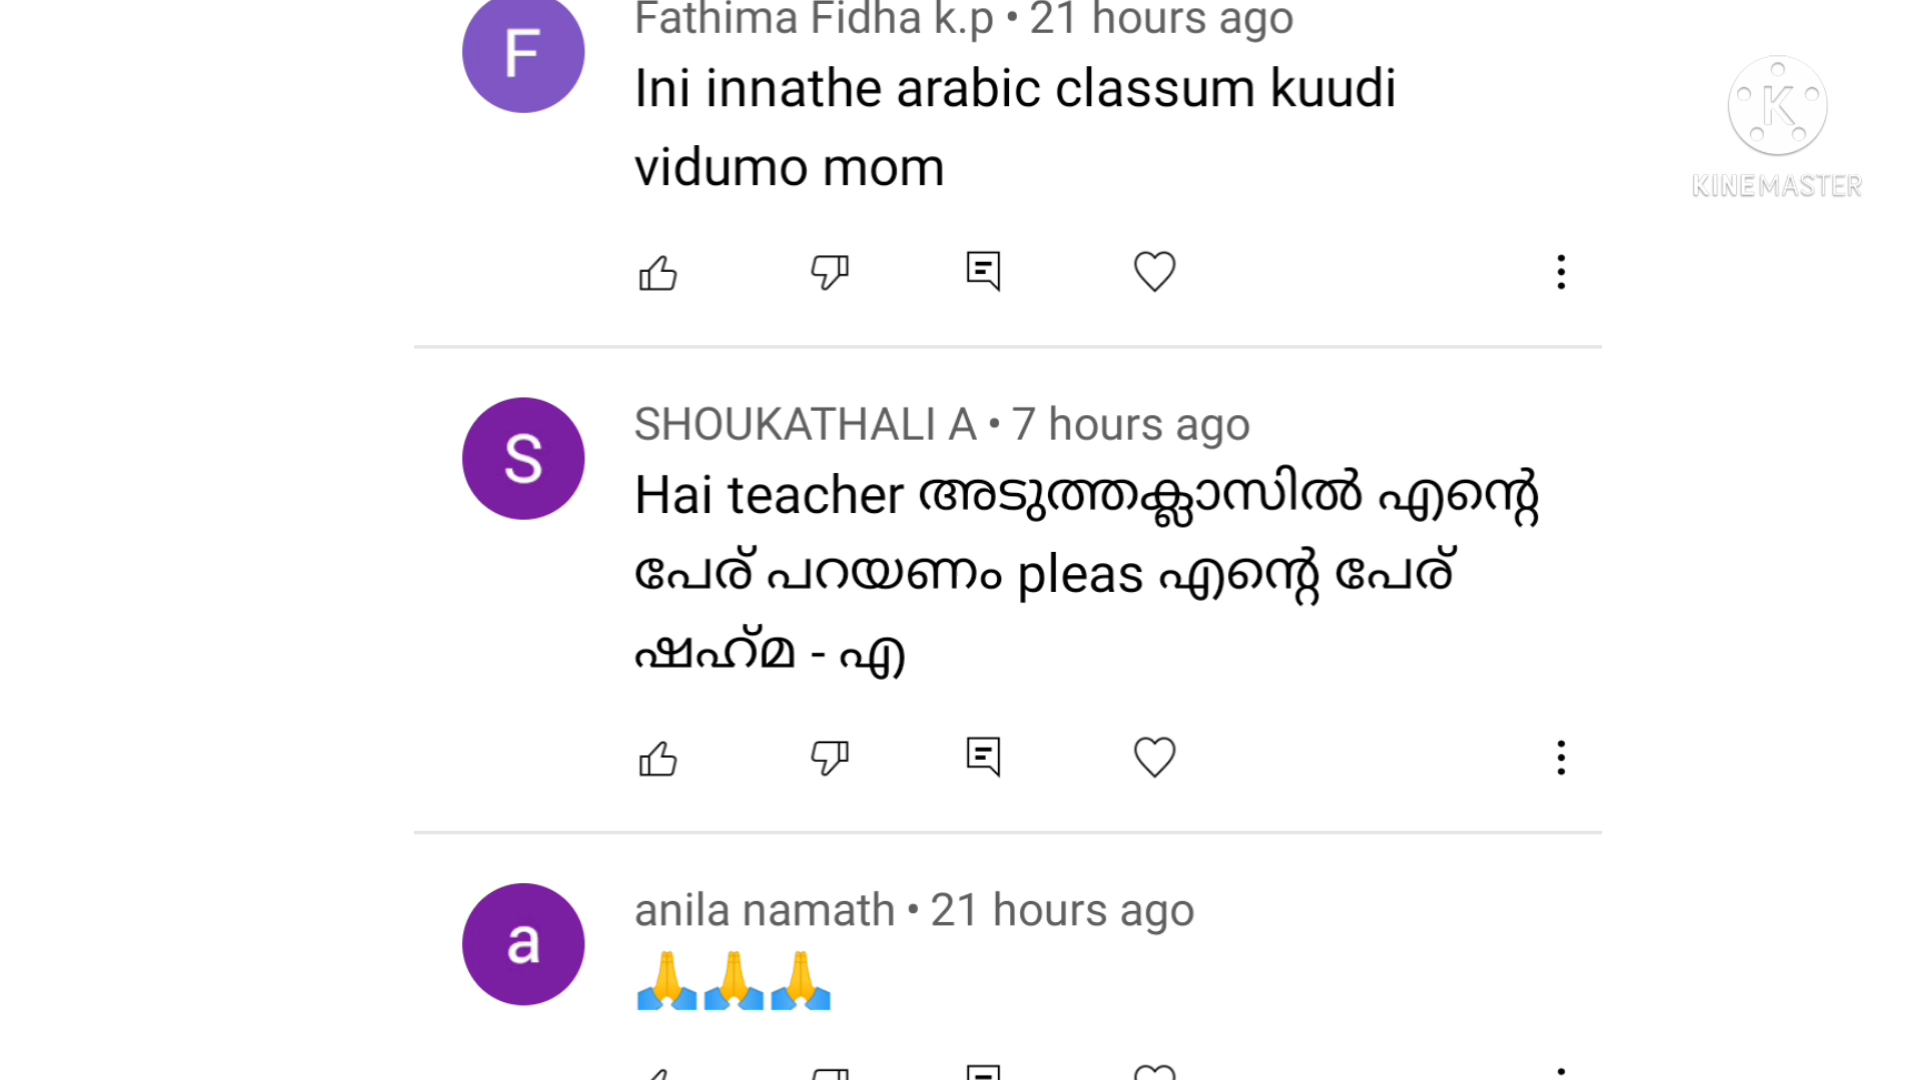 F
Fathima Fidha k.p • 21 hours ago
Ini innathe arabic classum kuudi
vidumo mom
K
KINEMASTER
S
SHOUKATHALI A • 7 hours ago
Hai teacher അടുത്തക്ലാസിൽ എന്റെ
പേര് പറയണം pleas എന്റെ പേര്
ഷഹ്മ - എ
a
anila namath • 21 hours ago
🙏🙏🙏